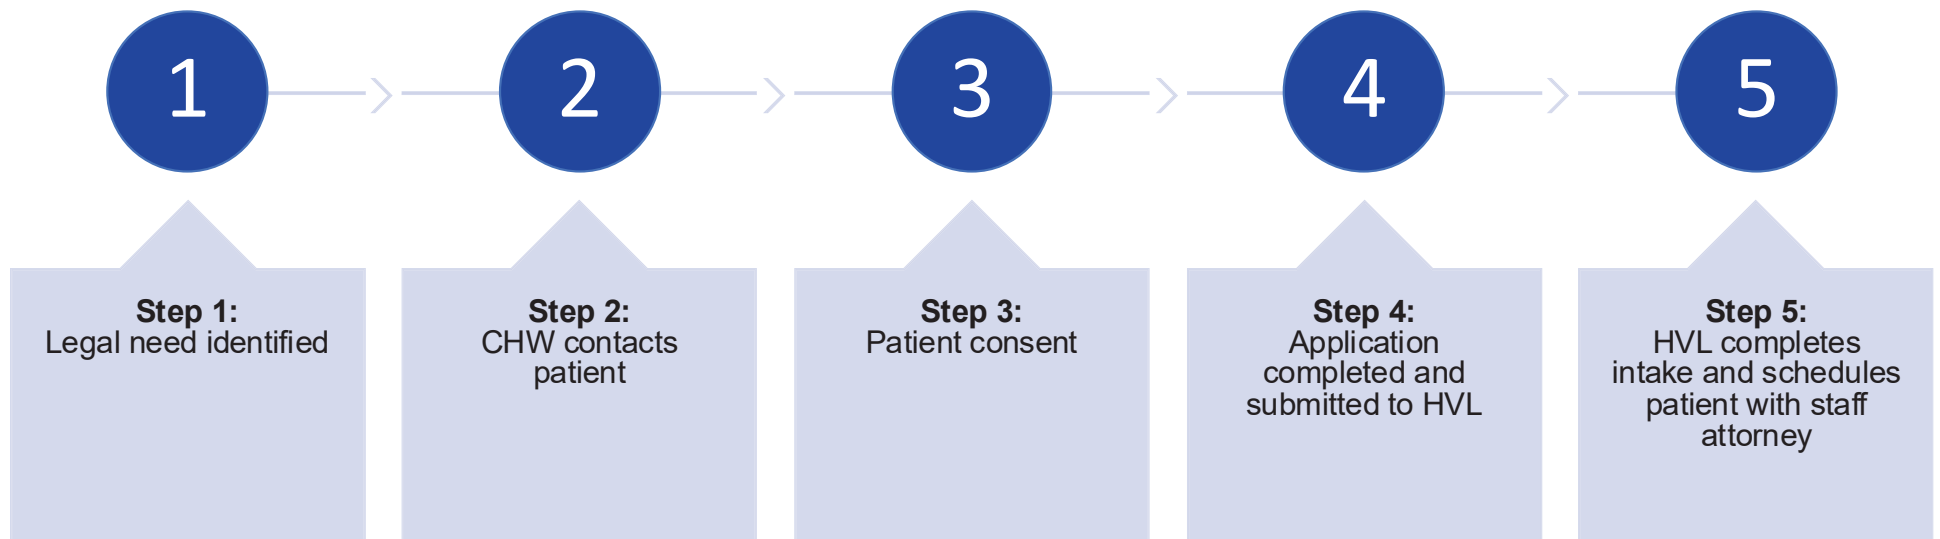 1
2
3
4
5
Step 1:
Legal need identified
Step 2:
CHW contacts
patient
Step 3:
Patient consent
Step 4:
Application
completed and
submitted to HVL
Step 5:
HVL completes
intake and schedules
patient with staff
attorney